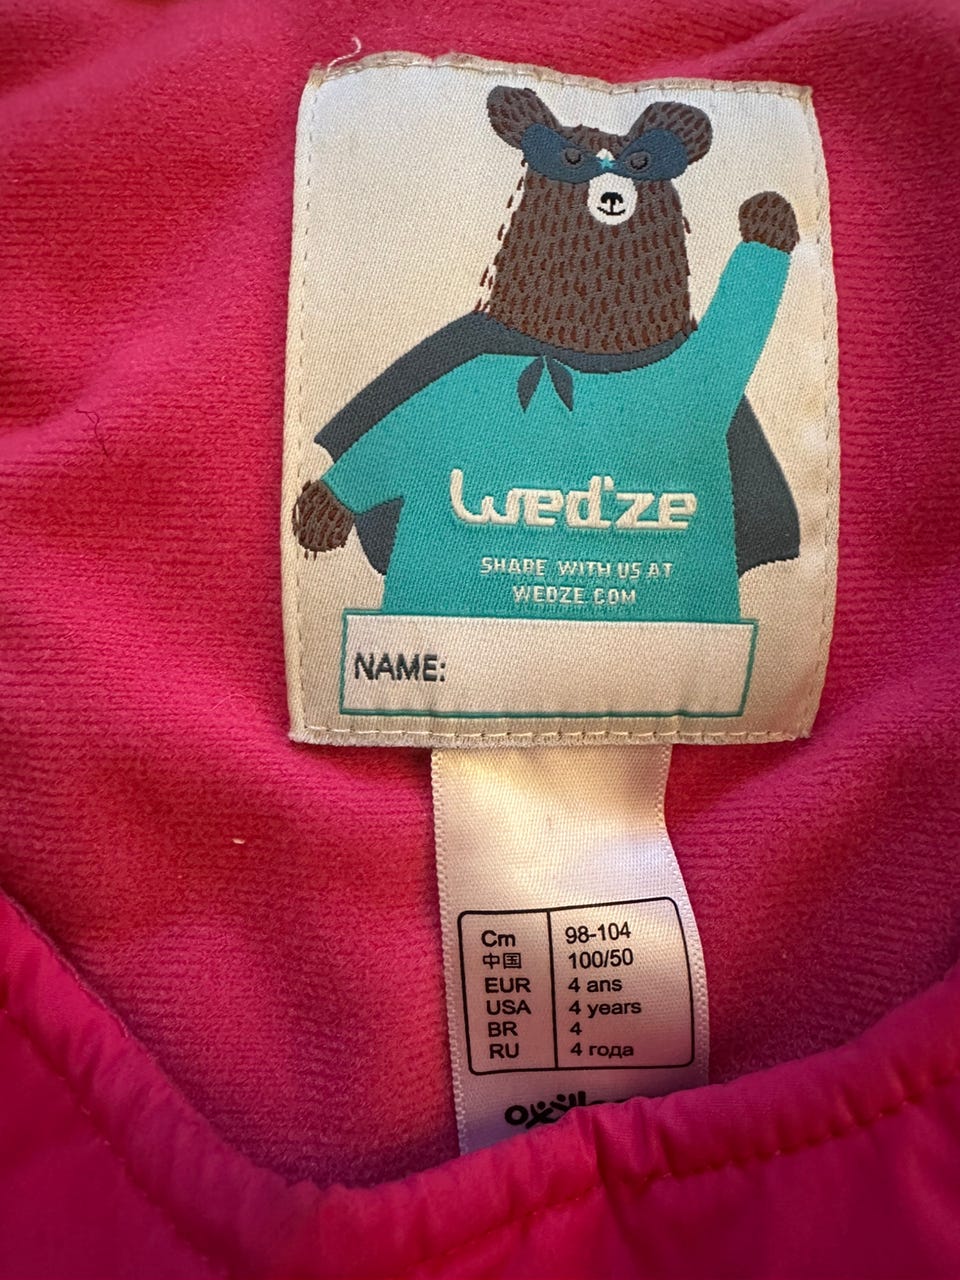 Wed'ze
SHARE WITH US AT
WEDZE.COM
NAME:
Cm 98-104
中国 100/50
EUR 4 ans
USA 4 years
BR 4
RU 4 года